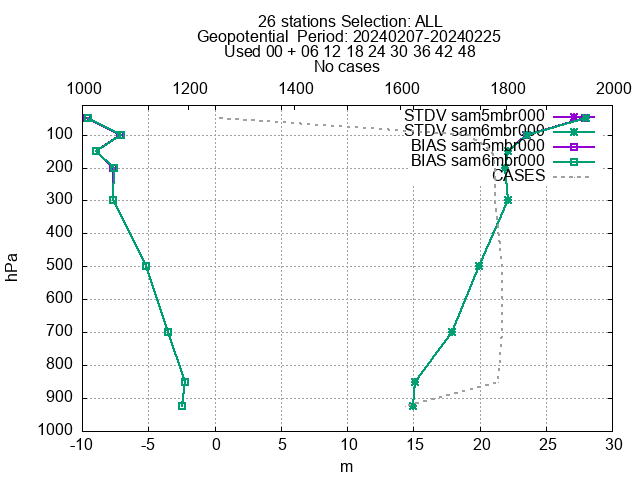 26 stations Selection: ALL
Geopotential Period: 20240207-20240225
Used 00 + 06 12 18 24 30 36 42 48
No cases
1000 1200 1400 1600 1800 2000
STDV sam5mbr000
STDV sam6mbr000
BIAS sam5mbr000
BIAS sam6mbr000
CASES
100
200
300
400
500
600
700
800
900
1000
hPa
-10 -5 0 5 10 15 20 25 30
m